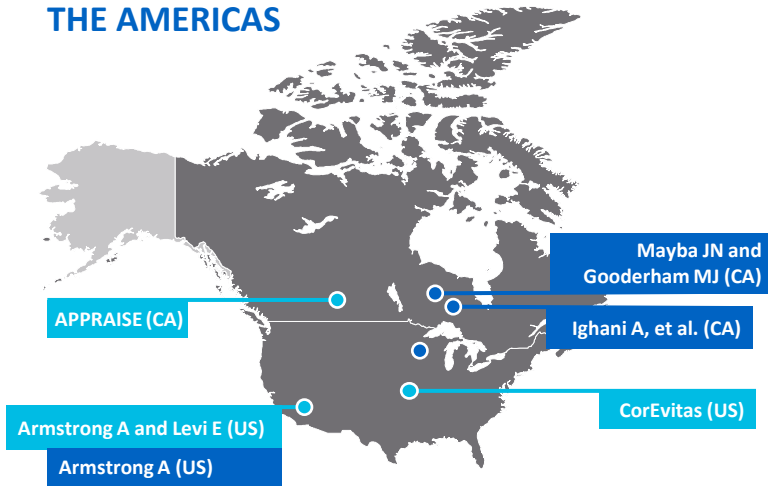 THE AMERICAS
Mayba JN and
Gooderham MJ (CA)
APPRAISE (CA)
Ighani A, et al. (CA)
CorEvitas (US)
Armstrong A and Levi E (US)
Armstrong A (US)